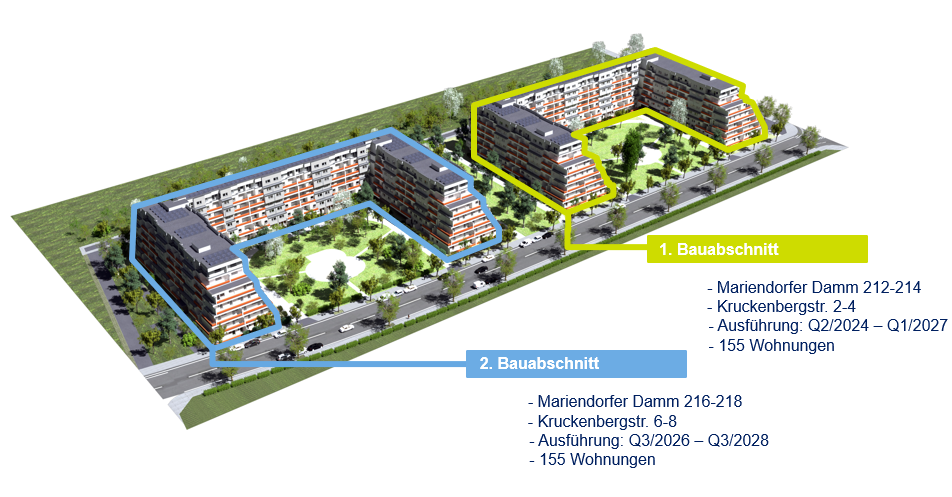 1. Bauabschnitt
- Mariendorfer Damm 212-214
- Kruckenbergstr. 2-4
- Ausführung: Q2/2024 – Q1/2027
- 155 Wohnungen
2. Bauabschnitt
- Mariendorfer Damm 216-218
- Kruckenbergstr. 6-8
- Ausführung: Q3/2026 – Q3/2028
- 155 Wohnungen